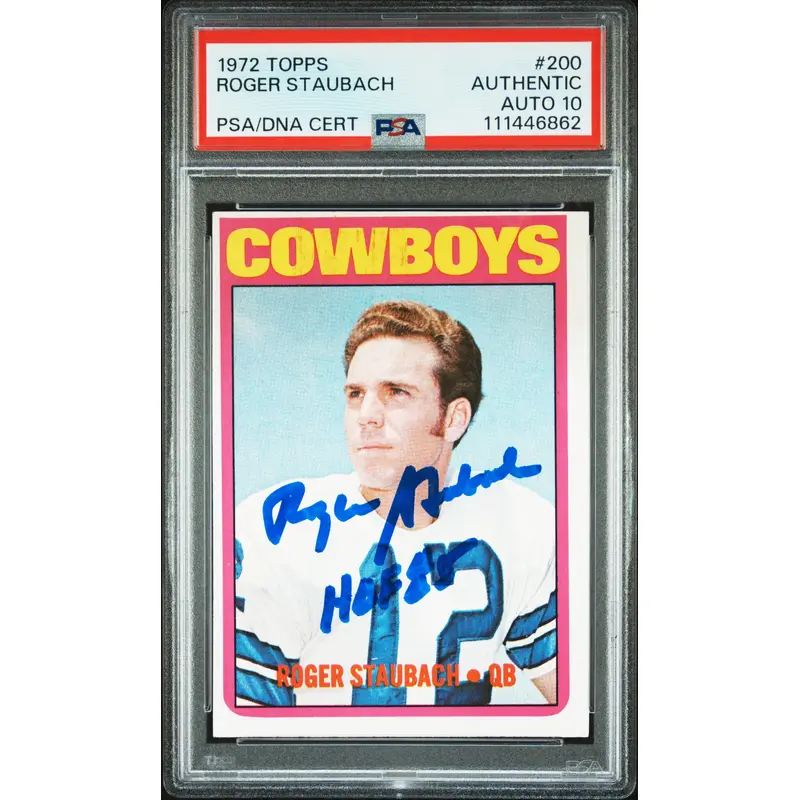 1972 TOPPS #200
ROGER STAUBACH AUTHENTIC
AUTO 10
PSA/DNA CERT PSA 111446862
COWBOYS
Roger Staubach
HOF 85
12
ROGER STAUBACH • QB
PSA